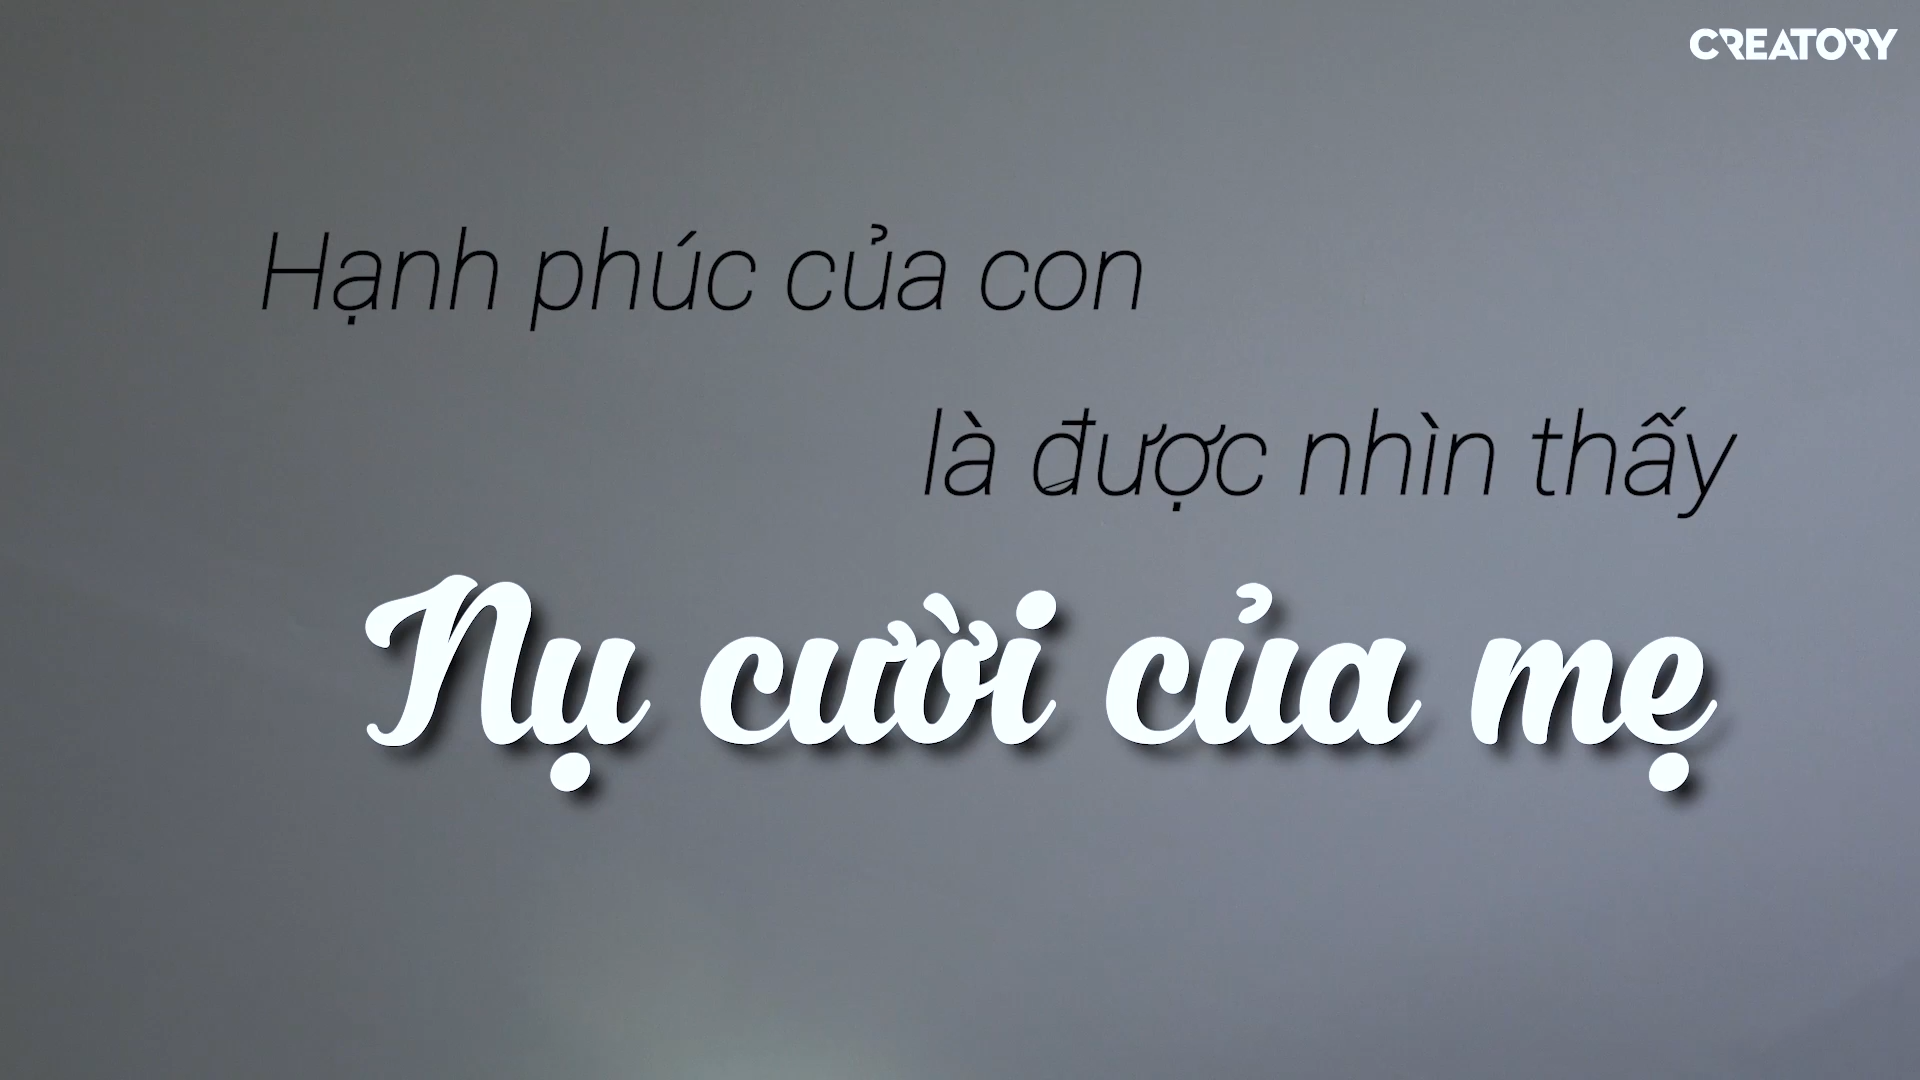 CREATORY
Hạnh phúc của con
là được nhìn thấy
Nụ cười của mẹ